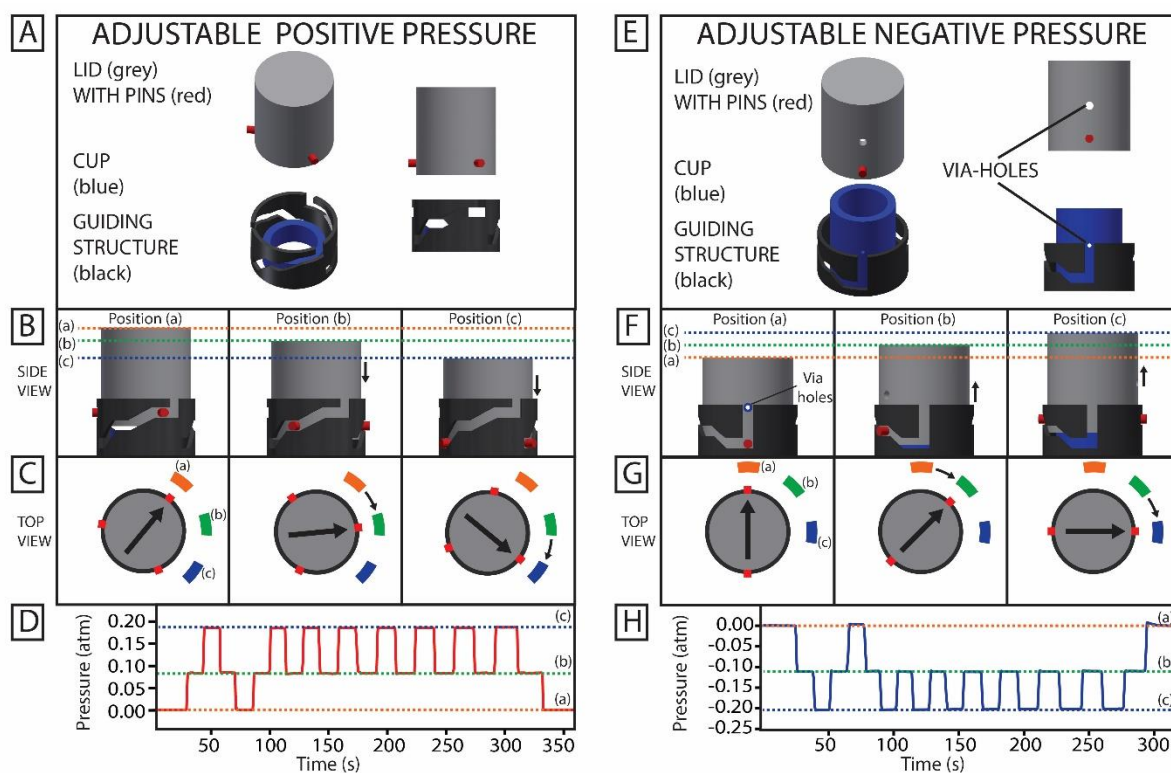 A
ADJUSTABLE POSITIVE PRESSURE
LID (grey)
WITH PINS (red)
CUP
(blue)
GUIDING
STRUCTURE
(black)
B
Position (a)
Position (b)
Position (c)
(a)
(b)
(c)
SIDE
VIEW
C
TOP
VIEW
(a)
(b)
(c)
D
Pressure (atm)
0.20
0.10
0.05
0.00
(c)
(b)
(a)
50 100 150 200 250 300 350
Time (s)
E
ADJUSTABLE NEGATIVE PRESSURE
LID (grey)
WITH PINS (red)
CUP
(blue)
VIA-HOLES
GUIDING
STRUCTURE
(black)
F
Position (a)
Position (b)
Position (c)
(c)
(b)
(a)
SIDE
VIEW
Via
holes
G
TOP
VIEW
(a)
(b)
(c)
H
Pressure (atm)
0.00
-0.05
-0.10
-0.20
-0.25
(a)
(b)
(c)
50 100 150 200 250 300
Time (s)